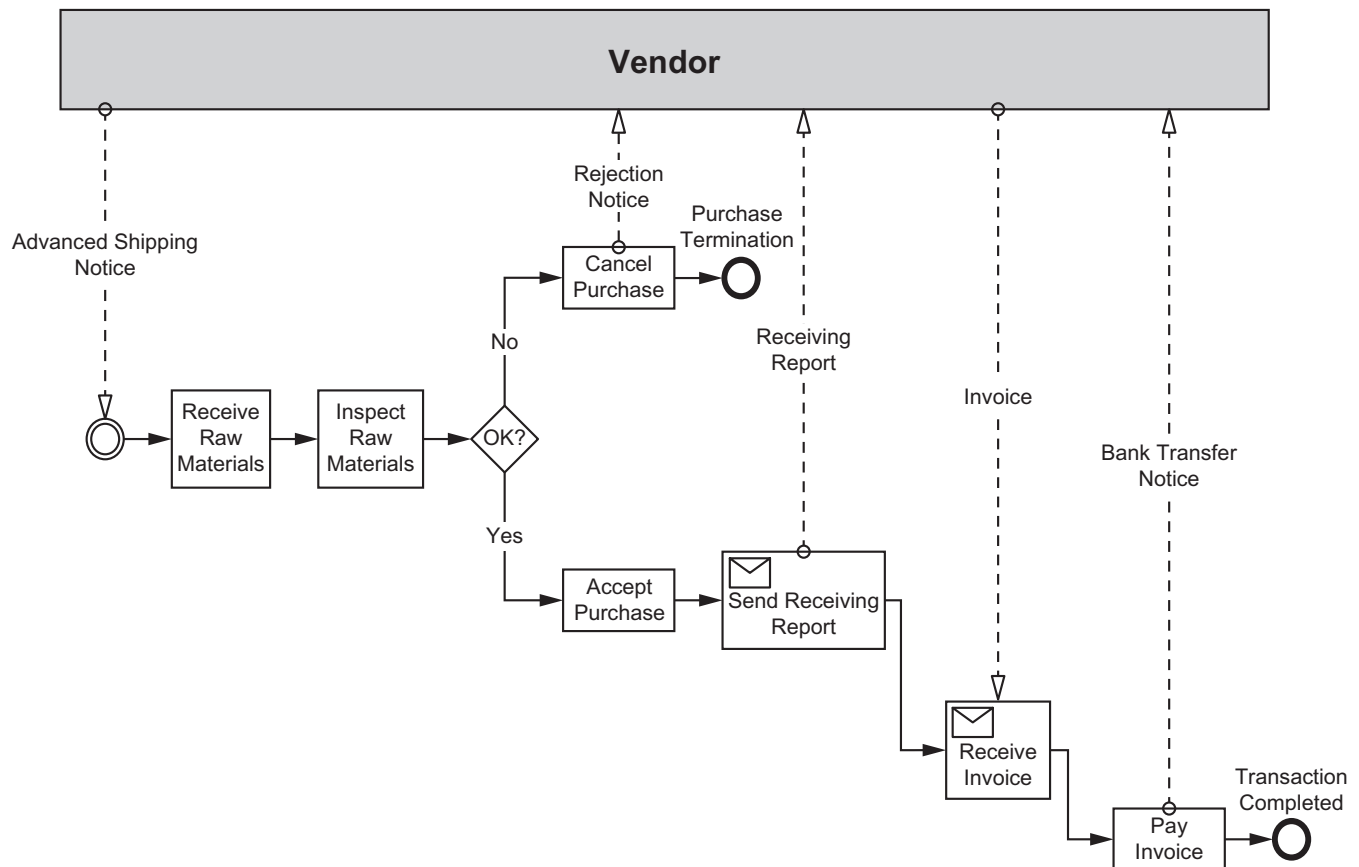 Vendor
Advanced Shipping
Notice
Rejection
Notice
Purchase
Termination
Cancel
Purchase
Receiving
Report
Invoice
Bank Transfer
Notice
No
Receive
Raw
Materials
Inspect
Raw
Materials
OK?
Yes
Accept
Purchase
Send Receiving
Report
Receive
Invoice
Pay
Invoice
Transaction
Completed